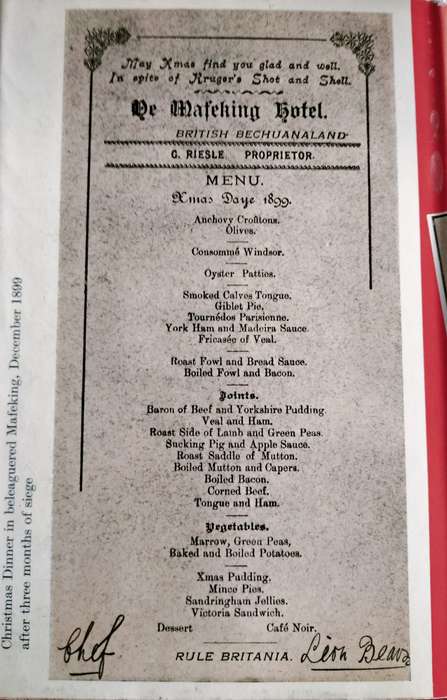 May Xmas find you glad and well,
In spite of Kruger's Shot and Shell.
Ye Mafeking Hotel.
BRITISH BECHUANALAND
G. RIESLE. PROPRIETOR.
MENU.
Xmas Daye 1899.
Anchovy Croûtons.
Olives.
Consommé Windsor.
Oyster Patties.
Smoked Calves Tongue.
Giblet Pie.
Tournédos Parisienne.
York Ham and Madeira Sauce.
Fricasée of Veal.
Roast Fowl and Bread Sauce.
Boiled Fowl and Bacon.
Joints.
Baron of Beef and Yorkshire Pudding.
Veal and Ham.
Roast Side of Lamb and Green Peas.
Sucking Pig and Apple Sauce.
Roast Saddle of Mutton.
Boiled Mutton and Capers.
Boiled Bacon.
Corned Beef.
Tongue and Ham.
Vegetables.
Marrow, Green Peas,
Baked and Boiled Potatoes.
Xmas Pudding.
Mince Pies.
Sandringham Jellies.
Victoria Sandwich.
Dessert Café Noir.
RULE BRITANIA.
Chef Léon
Christmas Dinner in beleaguered Mafeking, December 1899
after three months of siege